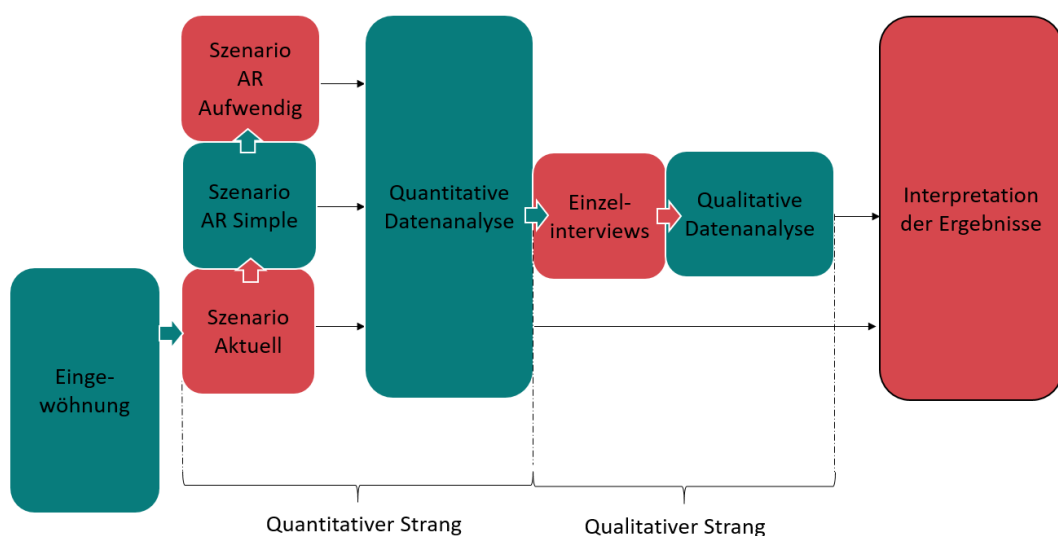 Szenario
AR
Aufwendig
Szenario
AR Simple
Szenario
Aktuell
Einge-
wöhnung
Quantitative
Datenanalyse
Einzel-
interviews
Qualitative
Datenanalyse
Interpretation
der Ergebnisse
Quantitativer Strang
Qualitativer Strang